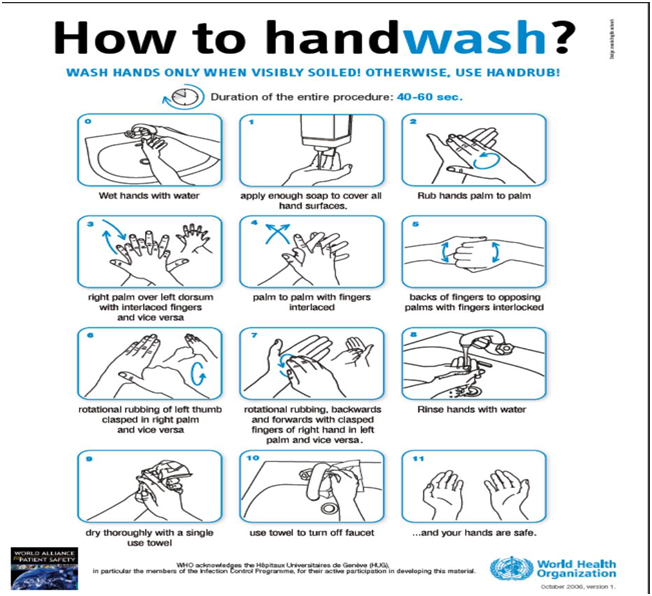 How to handwash?
WASH HANDS ONLY WHEN VISIBLY SOILED! OTHERWISE, USE HANDRUB!
Duration of the entire procedure: 40-60 sec.
0
Wet hands with water
1
apply enough soap to cover all
hand surfaces.
2
Rub hands palm to palm
3
right palm over left dorsum
with interlaced fingers
and vice versa
4
palm to palm with fingers
interlaced
5
backs of fingers to opposing
palms with fingers interlocked
6
rotational rubbing of left thumb
clasped in right palm
and vice versa
7
rotational rubbing, backwards
and forwards with clasped
fingers of right hand in left
palm and vice versa.
8
Rinse hands with water
9
dry thoroughly with a single
use towel
10
use towel to turn off faucet
11
...and your hands are safe.
WORLD ALLIANCE
PATIENT SAFETY
WHO acknowledges the Hôpitaux Universitaires de Genève (HUG),
in particular the members of the Infection Control Programme, for their active participation in developing this material.
World Health
Organization
October 2006, version 1.